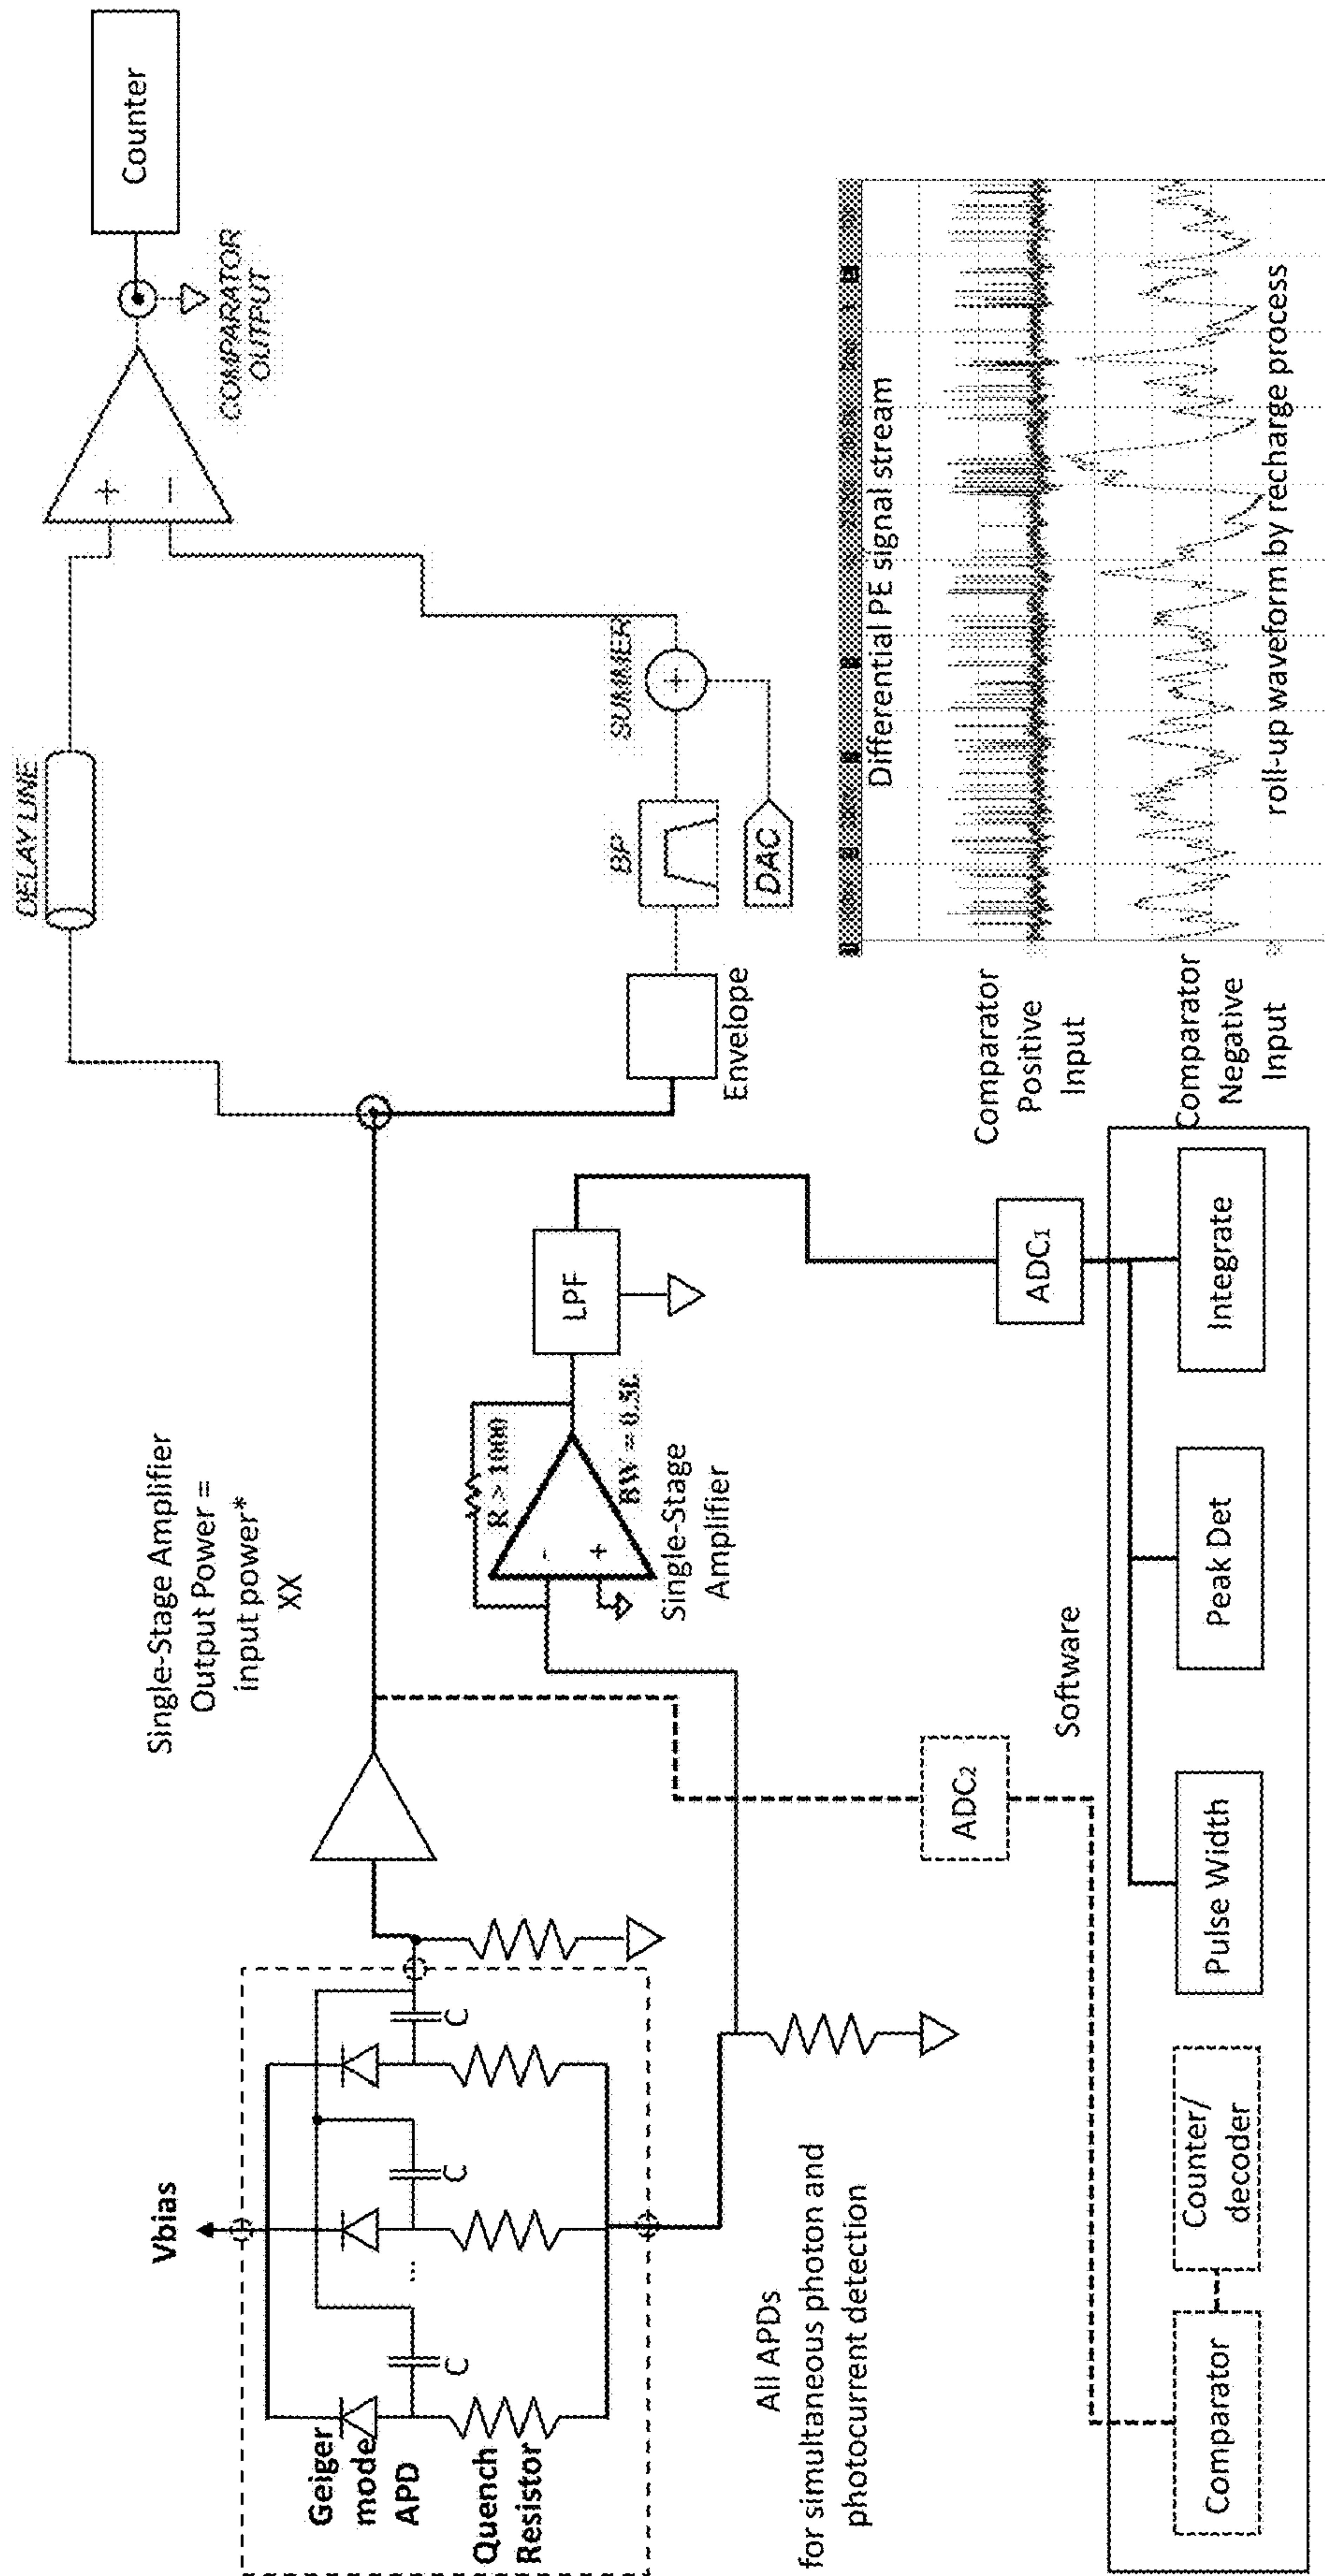 Vbias
Geiger
mode
APD
Quench
Resistor
C
C
C
...
All APDs
for simultaneous photon and
photocurrent detection
Single-Stage Amplifier
Output Power =
input power*
XX
R > 1000
-
+
Single-Stage
Amplifier
LPF
ADC1
ADC2
Software
Comparator
Counter/
decoder
Pulse Width
Peak Det
Integrate
DELAY LINE
Envelope
BP
DAC
SUMMER
+
+
−
COMPARATOR
OUTPUT
Counter
Comparator
Positive
Input
Comparator
Negative
Input
Differential PE signal stream
roll-up waveform by recharge process